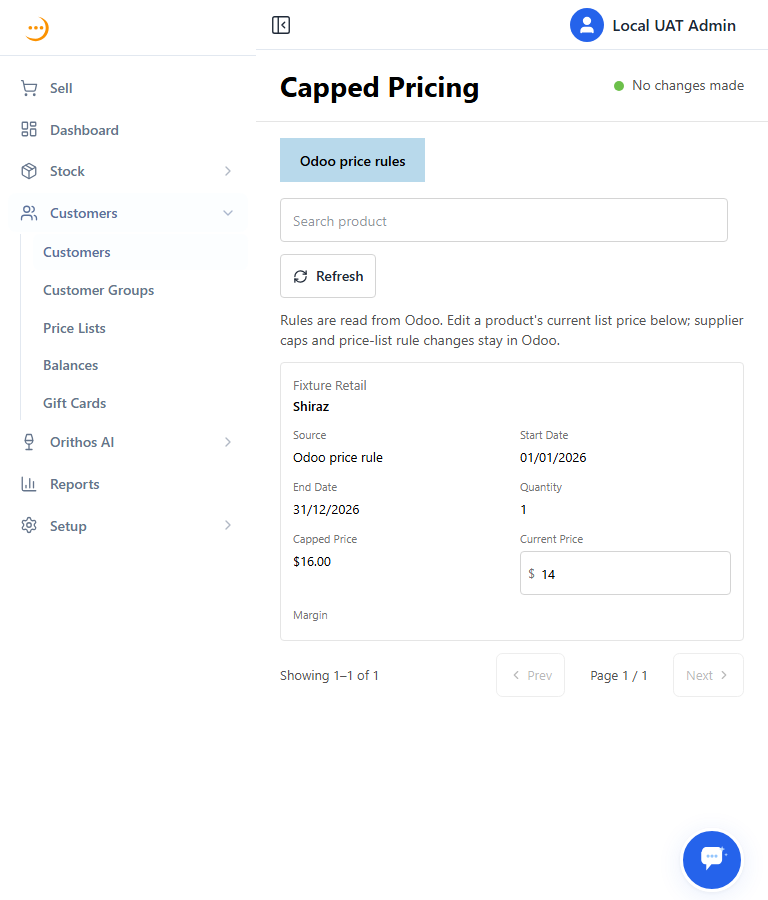 Local UAT Admin
Sell
Dashboard
Stock
Customers
Customers
Customer Groups
Price Lists
Balances
Gift Cards
Orithos AI
Reports
Setup
Capped Pricing
No changes made
Odoo price rules
Search product
Refresh
Rules are read from Odoo. Edit a product's current list price below; supplier
caps and price-list rule changes stay in Odoo.
Fixture Retail
Shiraz
Source
Start Date
Odoo price rule
01/01/2026
End Date
Quantity
31/12/2026
1
Capped Price
Current Price
$16.00
$ 14
Margin
Showing 1–1 of 1
Prev
Page 1 / 1
Next